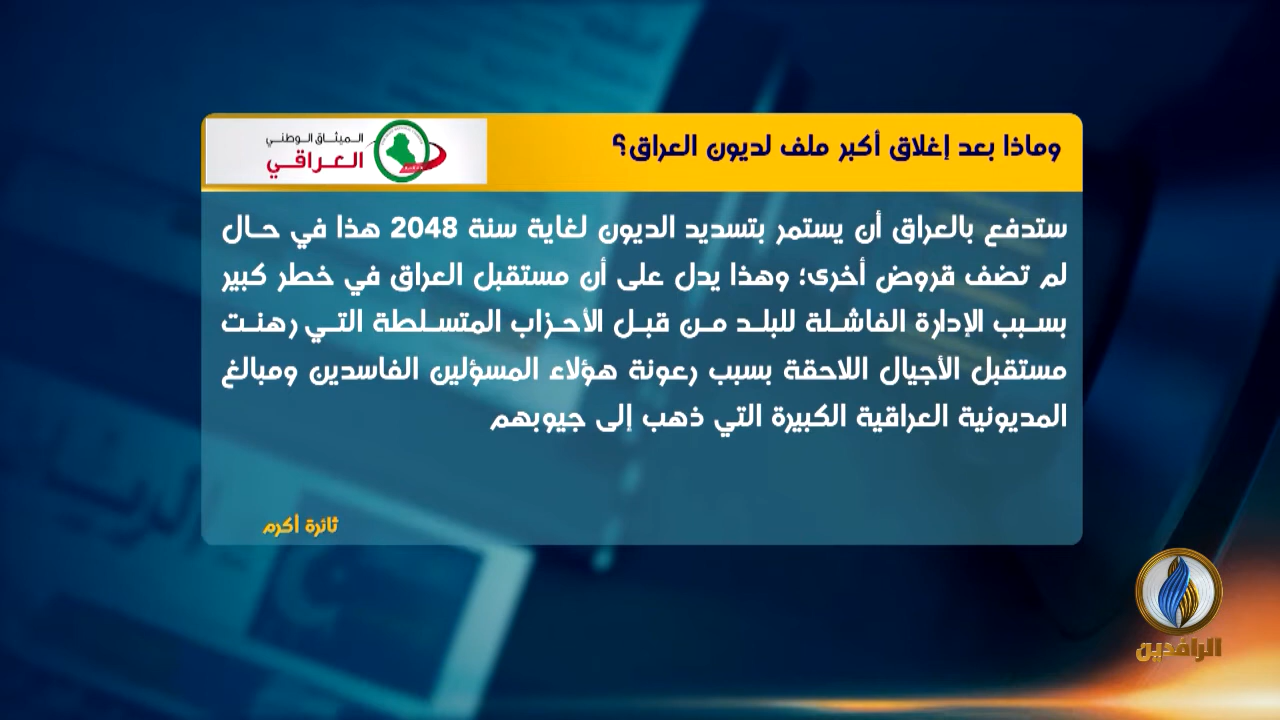 وماذا بعد إغلاق أكبر ملف لديون العراق؟
الميثاق الوطني
العراقي
ستدفع بالعراق أن يستمر بتسديد الديون لغاية سنة 2048 هذا في حال
لم تضف قروض أخرى؛ وهذا يدل على أن مستقبل العراق في خطر كبير
بسبب الإدارة الفاشلة للبلد من قبل الأحزاب المتسلطة التي رهنت
مستقبل الأجيال اللاحقة بسبب رعونة هؤلاء المسؤلين الفاسدين ومبالغ
المديونية العراقية الكبيرة التي ذهب إلى جيوبهم
ثائرة أكرم
الرافدين